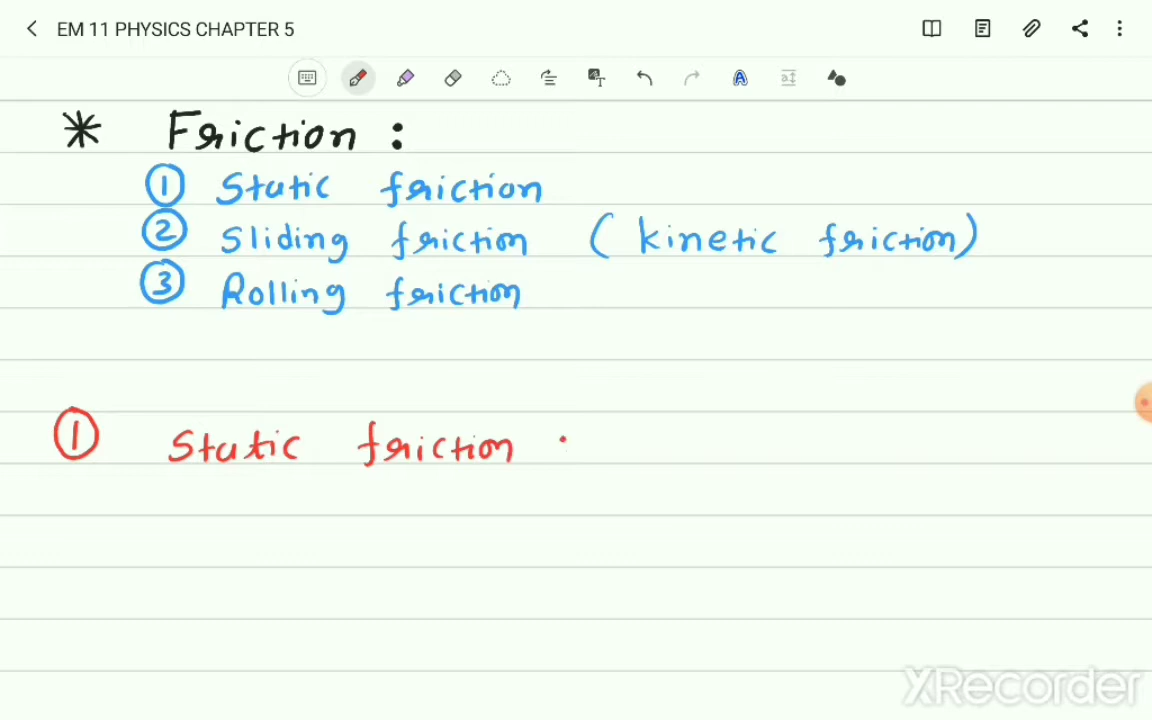 EM 11 PHYSICS CHAPTER 5
* Friction :
① Static friction
② Sliding friction ( kinetic friction)
③ Rolling friction
① Static friction :
XRecorder